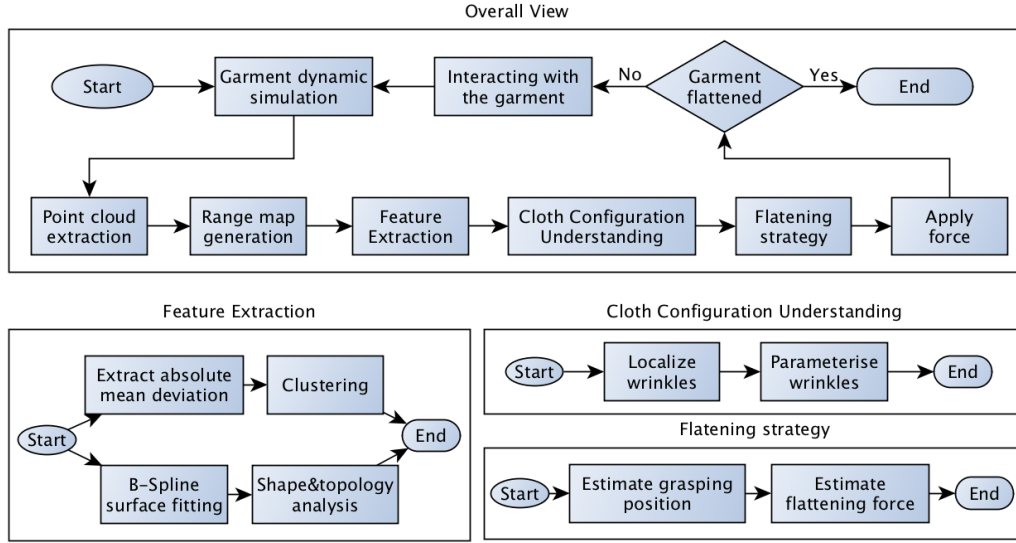 Overall View
Start
Garment dynamic
simulation
Interacting with
the garment
No
Garment
flattened
Yes
End
Point cloud
extraction
Range map
generation
Feature
Extraction
Cloth Configuration
Understanding
Flatening
strategy
Apply
force
Feature Extraction
Extract absolute
mean deviation
Clustering
Start
End
B-Spline
surface fitting
Shape&topology
analysis
Cloth Configuration Understanding
Start
Localize
wrinkles
Parameterise
wrinkles
End
Flatening strategy
Start
Estimate grasping
position
Estimate
flattening force
End